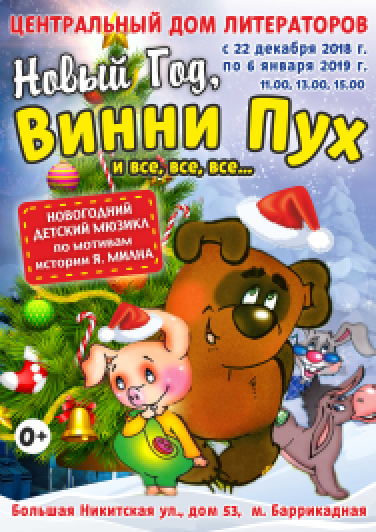 ЦЕНТРАЛЬНЫЙ ДОМ ЛИТЕРАТОРОВ
с 22 декабря 2018 г.
по 6 января 2019 г.
11.00, 13.00, 15.00
Новый Год,
Винни Пух
и все, все, все...
НОВОГОДНИЙ
ДЕТСКИЙ МЮЗИКЛ
по мотивам
истории Я. МИЛНА
0+
Большая Никитская ул., дом 53, м. Баррикадная